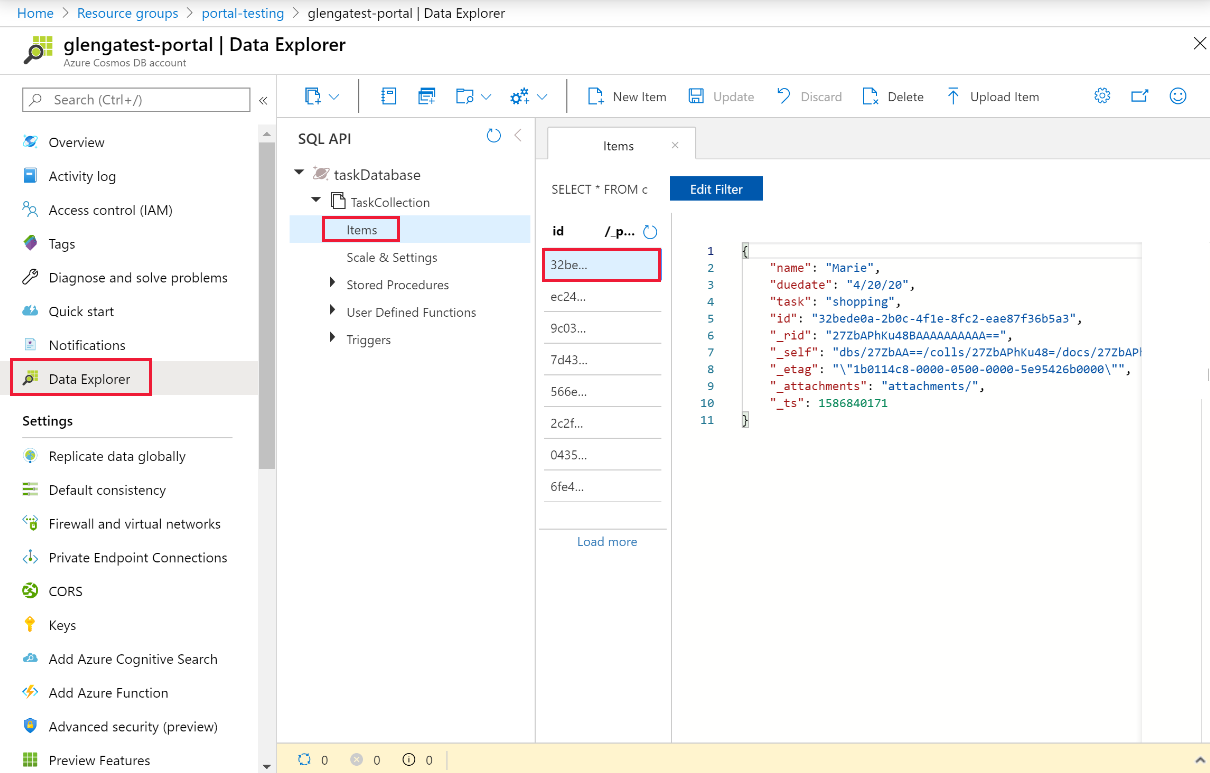 Home > Resource groups > portal-testing > glengatest-portal | Data Explorer
glengatest-portal | Data Explorer
Azure Cosmos DB account
Search (Ctrl+/)
Overview
Activity log
Access control (IAM)
Tags
Diagnose and solve problems
Quick start
Notifications
Data Explorer
Settings
Replicate data globally
Default consistency
Firewall and virtual networks
Private Endpoint Connections
CORS
Keys
Add Azure Cognitive Search
Add Azure Function
Advanced security (preview)
Preview Features
New Item Update Discard Delete Upload Item
SQL API
taskDatabase
TaskCollection
Items
Scale & Settings
Stored Procedures
User Defined Functions
Triggers
Items
SELECT * FROM c Edit Filter
id /_p...
32be...
ec24...
9c03...
7d43...
566e...
2c2f...
0435...
6fe4...
Load more
1 {
2 "name": "Marie",
3 "duedate": "4/20/20",
4 "task": "shopping",
5 "id": "32bede0a-2b0c-4f1e-8fc2-eae87f36b5a3",
6 "_rid": "27ZbAPhKu48BAAAAAAAAAA==",
7 "_self": "dbs/27ZbAA==/colls/27ZbAPhKu48=/docs/27ZbAPh
8 "_etag": "\"1b0114c8-0000-0500-0000-5e95426b0000\"",
9 "_attachments": "attachments/",
10 "_ts": 1586840171
11 }
0 0 0